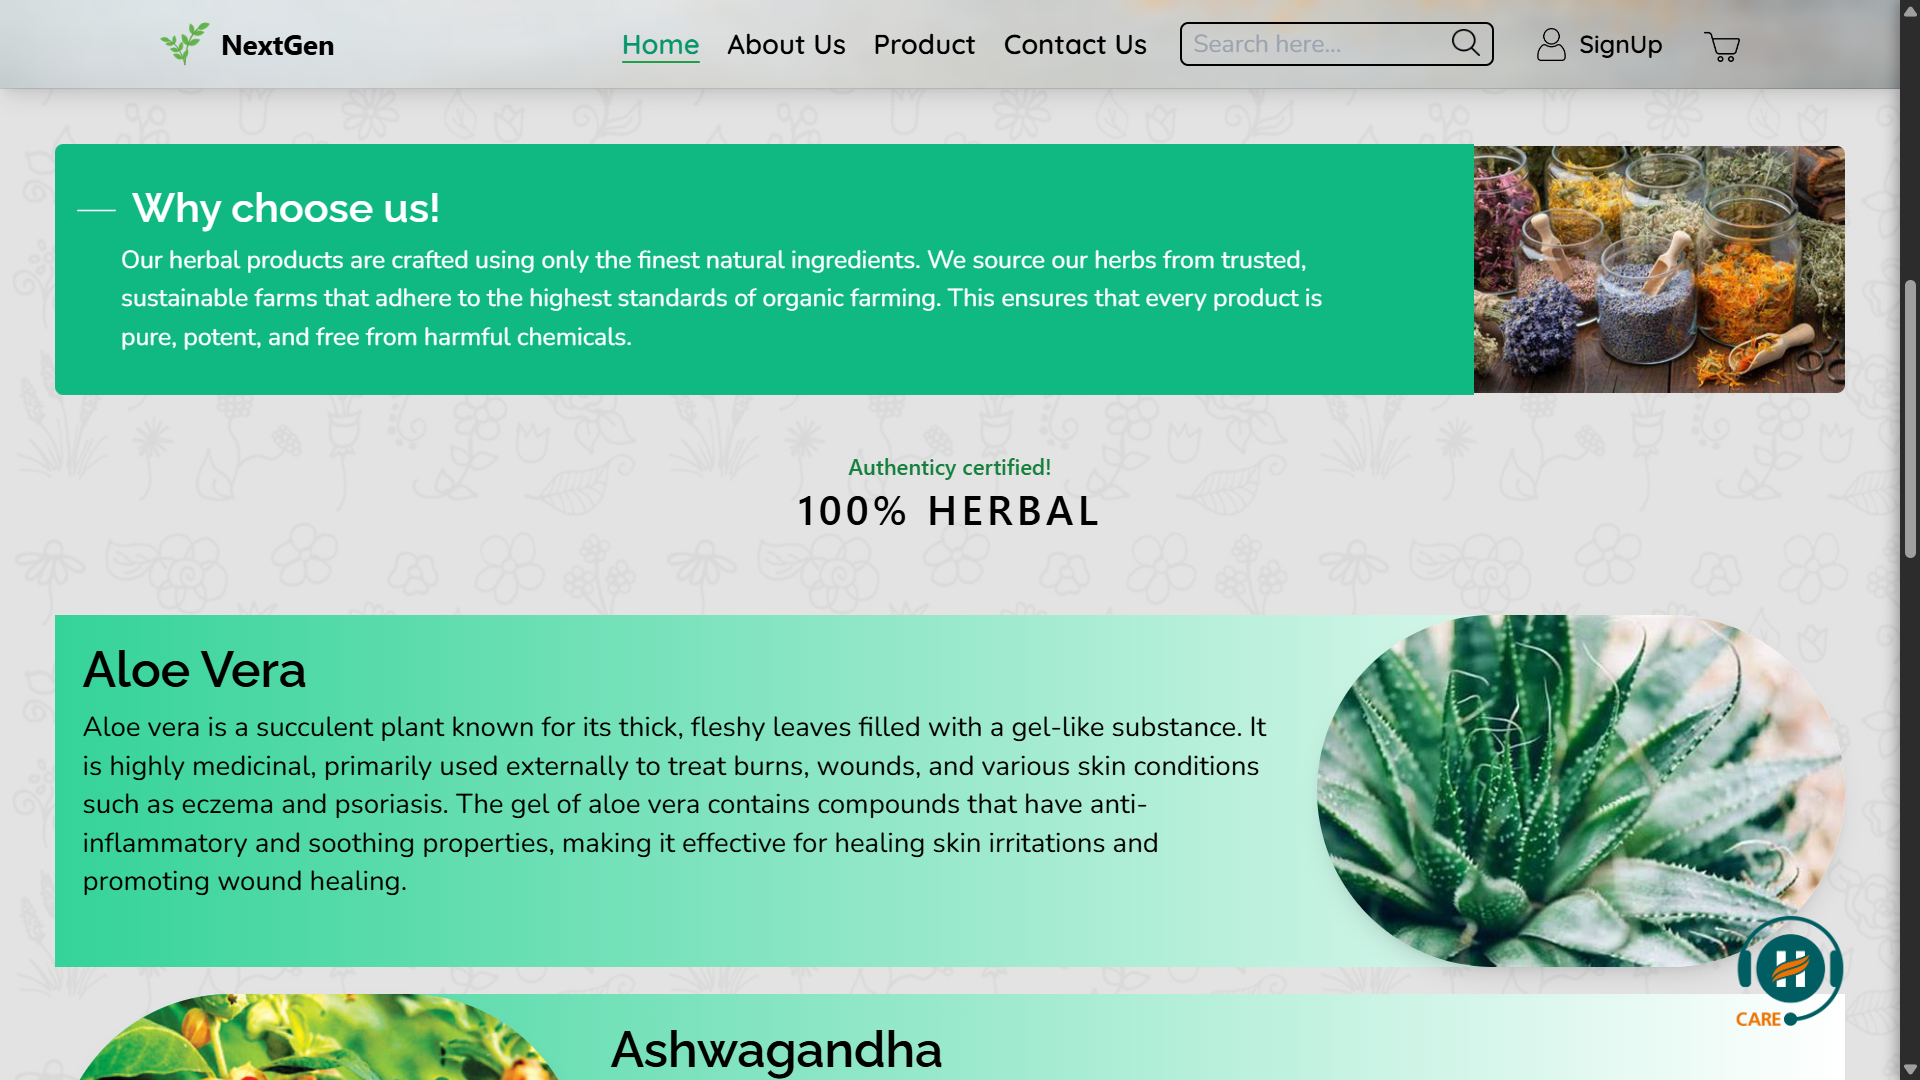 NextGen
Home
About Us
Product
Contact Us
Search here...
SignUp
Why choose us!
Our herbal products are crafted using only the finest natural ingredients. We source our herbs from trusted,
sustainable farms that adhere to the highest standards of organic farming. This ensures that every product is
pure, potent, and free from harmful chemicals.
Authenticy certified!
100% HERBAL
Aloe Vera
Aloe vera is a succulent plant known for its thick, fleshy leaves filled with a gel-like substance. It
is highly medicinal, primarily used externally to treat burns, wounds, and various skin conditions
such as eczema and psoriasis. The gel of aloe vera contains compounds that have anti-
inflammatory and soothing properties, making it effective for healing skin irritations and
promoting wound healing.
H
CARE
Ashwagandha